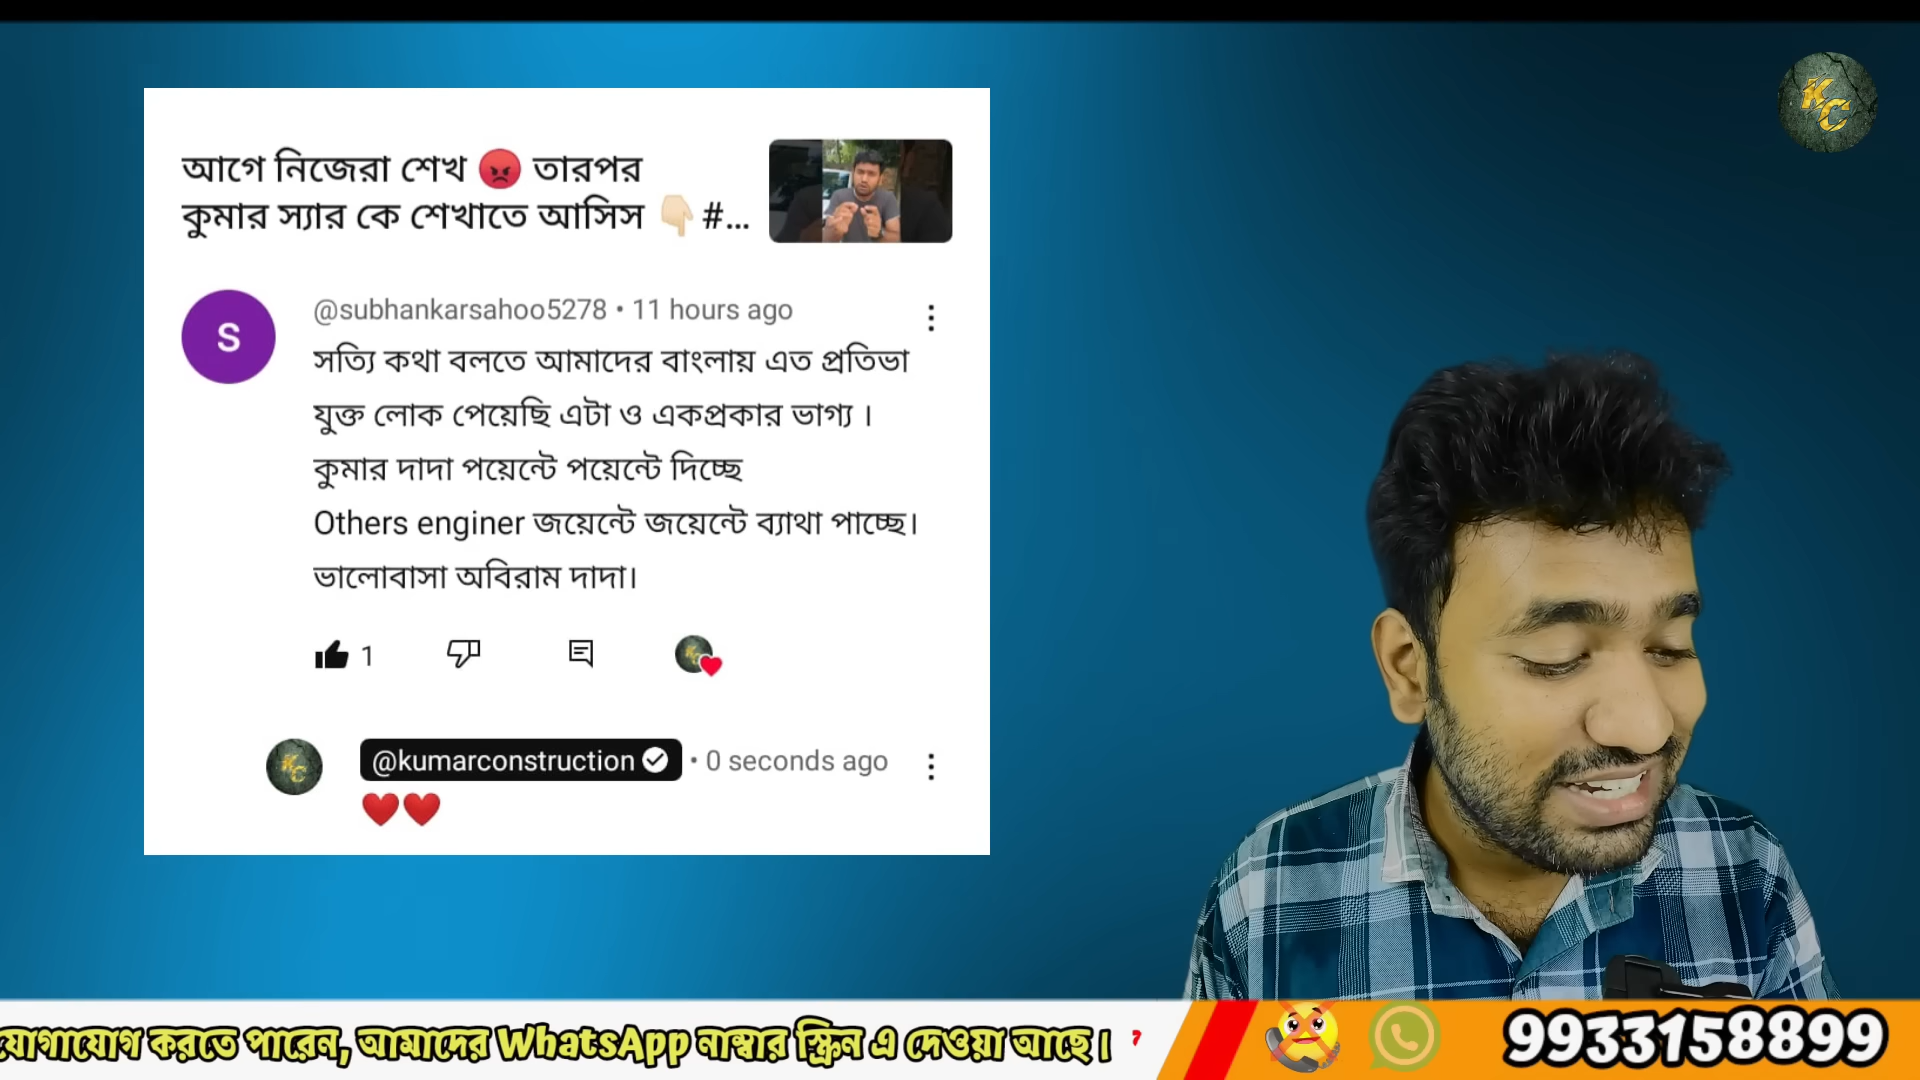 আগে নিজেরা শেখ 😡 তারপর
কুমার স্যার কে শেখাতে আসিস 👇🏻 #...
S
@subhankarsahoo5278 • 11 hours ago
সত্যি কথা বলতে আমাদের বাংলায় এত প্রতিভা
যুক্ত লোক পেয়েছি এটা ও একপ্রকার ভাগ্য ।
কুমার দাদা পয়েন্টে পয়েন্টে দিচ্ছে
Others enginer জয়েন্টে জয়েন্টে ব্যাথা পাচ্ছে।
ভালোবাসা অবিরাম দাদা।
1
@kumarconstruction • 0 seconds ago
❤️❤️
KC
যোগাযোগ করতে পারেন, আমাদের WhatsApp নাম্বার স্ক্রিন এ দেওয়া আছে।
9933158899